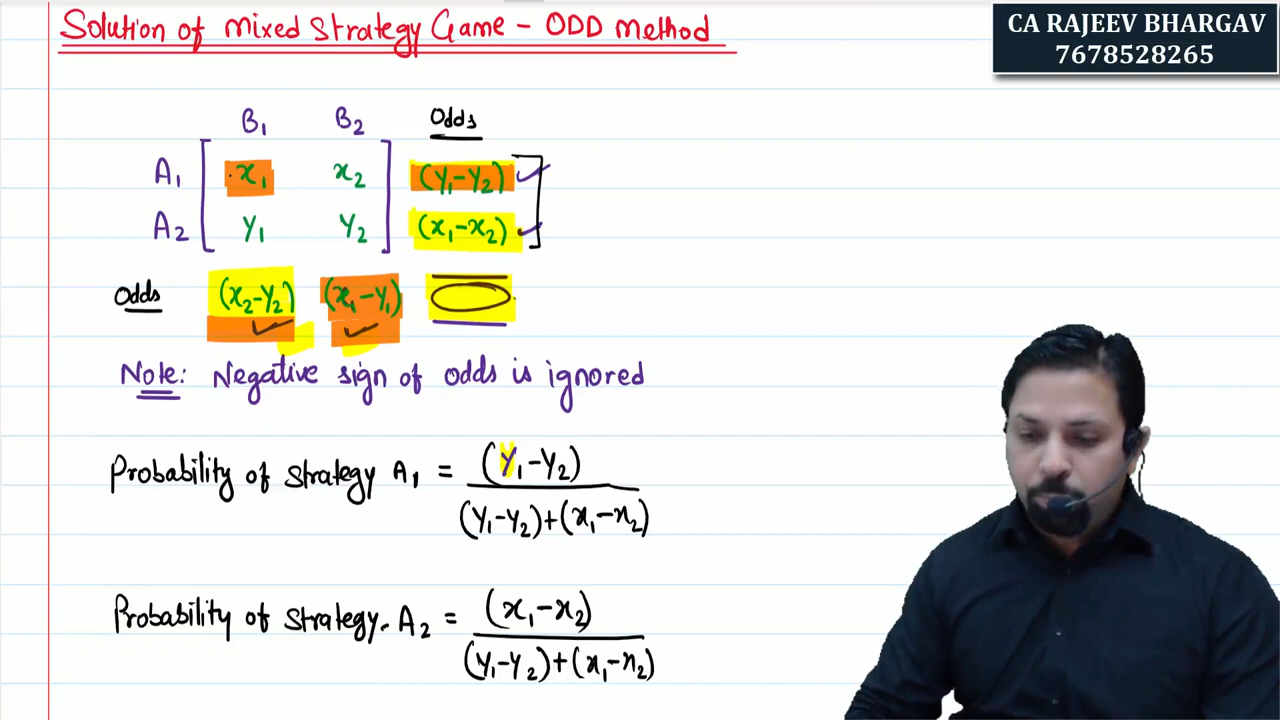 Solution of Mixed Strategy Game - ODD Method
CA RAJEEV BHARGAV
7678528265
B₁ B₂ Odds
A₁ x₁ x₂ (Y₁-Y₂)
A₂ Y₁ Y₂ (x₁-x₂)
Odds (x₂-Y₂) (x₁-Y₁)
Note: Negative sign of odds is ignored
Probability of strategy A₁ = (Y₁-Y₂) / (Y₁-Y₂)+(x₁-x₂)
Probability of strategy. A₂ = (x₁-x₂) / (Y₁-Y₂)+(x₁-x₂)